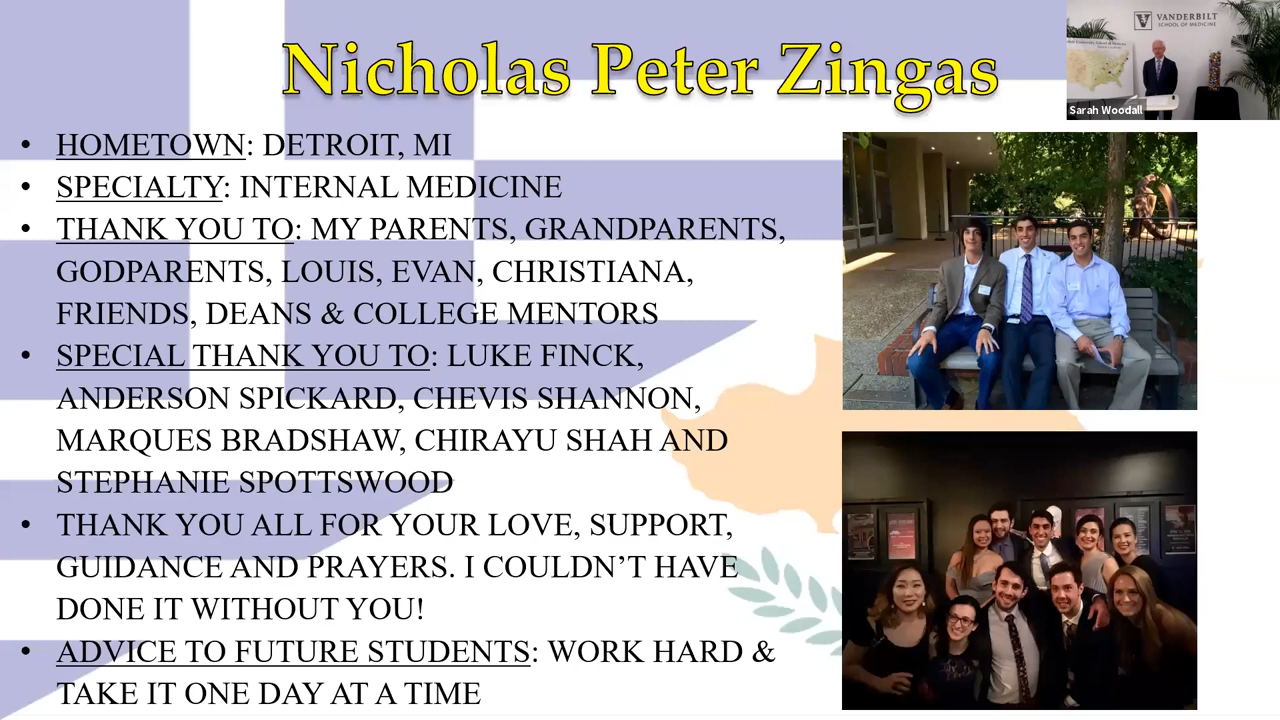 Nicholas Peter Zingas
VANDERBILT
SCHOOL OF MEDICINE
Sarah Woodall
• HOMETOWN: DETROIT, MI
• SPECIALTY: INTERNAL MEDICINE
• THANK YOU TO: MY PARENTS, GRANDPARENTS,
GODPARENTS, LOUIS, EVAN, CHRISTIANA,
FRIENDS, DEANS & COLLEGE MENTORS
• SPECIAL THANK YOU TO: LUKE FINCK,
ANDERSON SPICKARD, CHEVIS SHANNON,
MARQUES BRADSHAW, CHIRAYU SHAH AND
STEPHANIE SPOTTSWOOD
• THANK YOU ALL FOR YOUR LOVE, SUPPORT,
GUIDANCE AND PRAYERS. I COULDN’T HAVE
DONE IT WITHOUT YOU!
• ADVICE TO FUTURE STUDENTS: WORK HARD &
TAKE IT ONE DAY AT A TIME